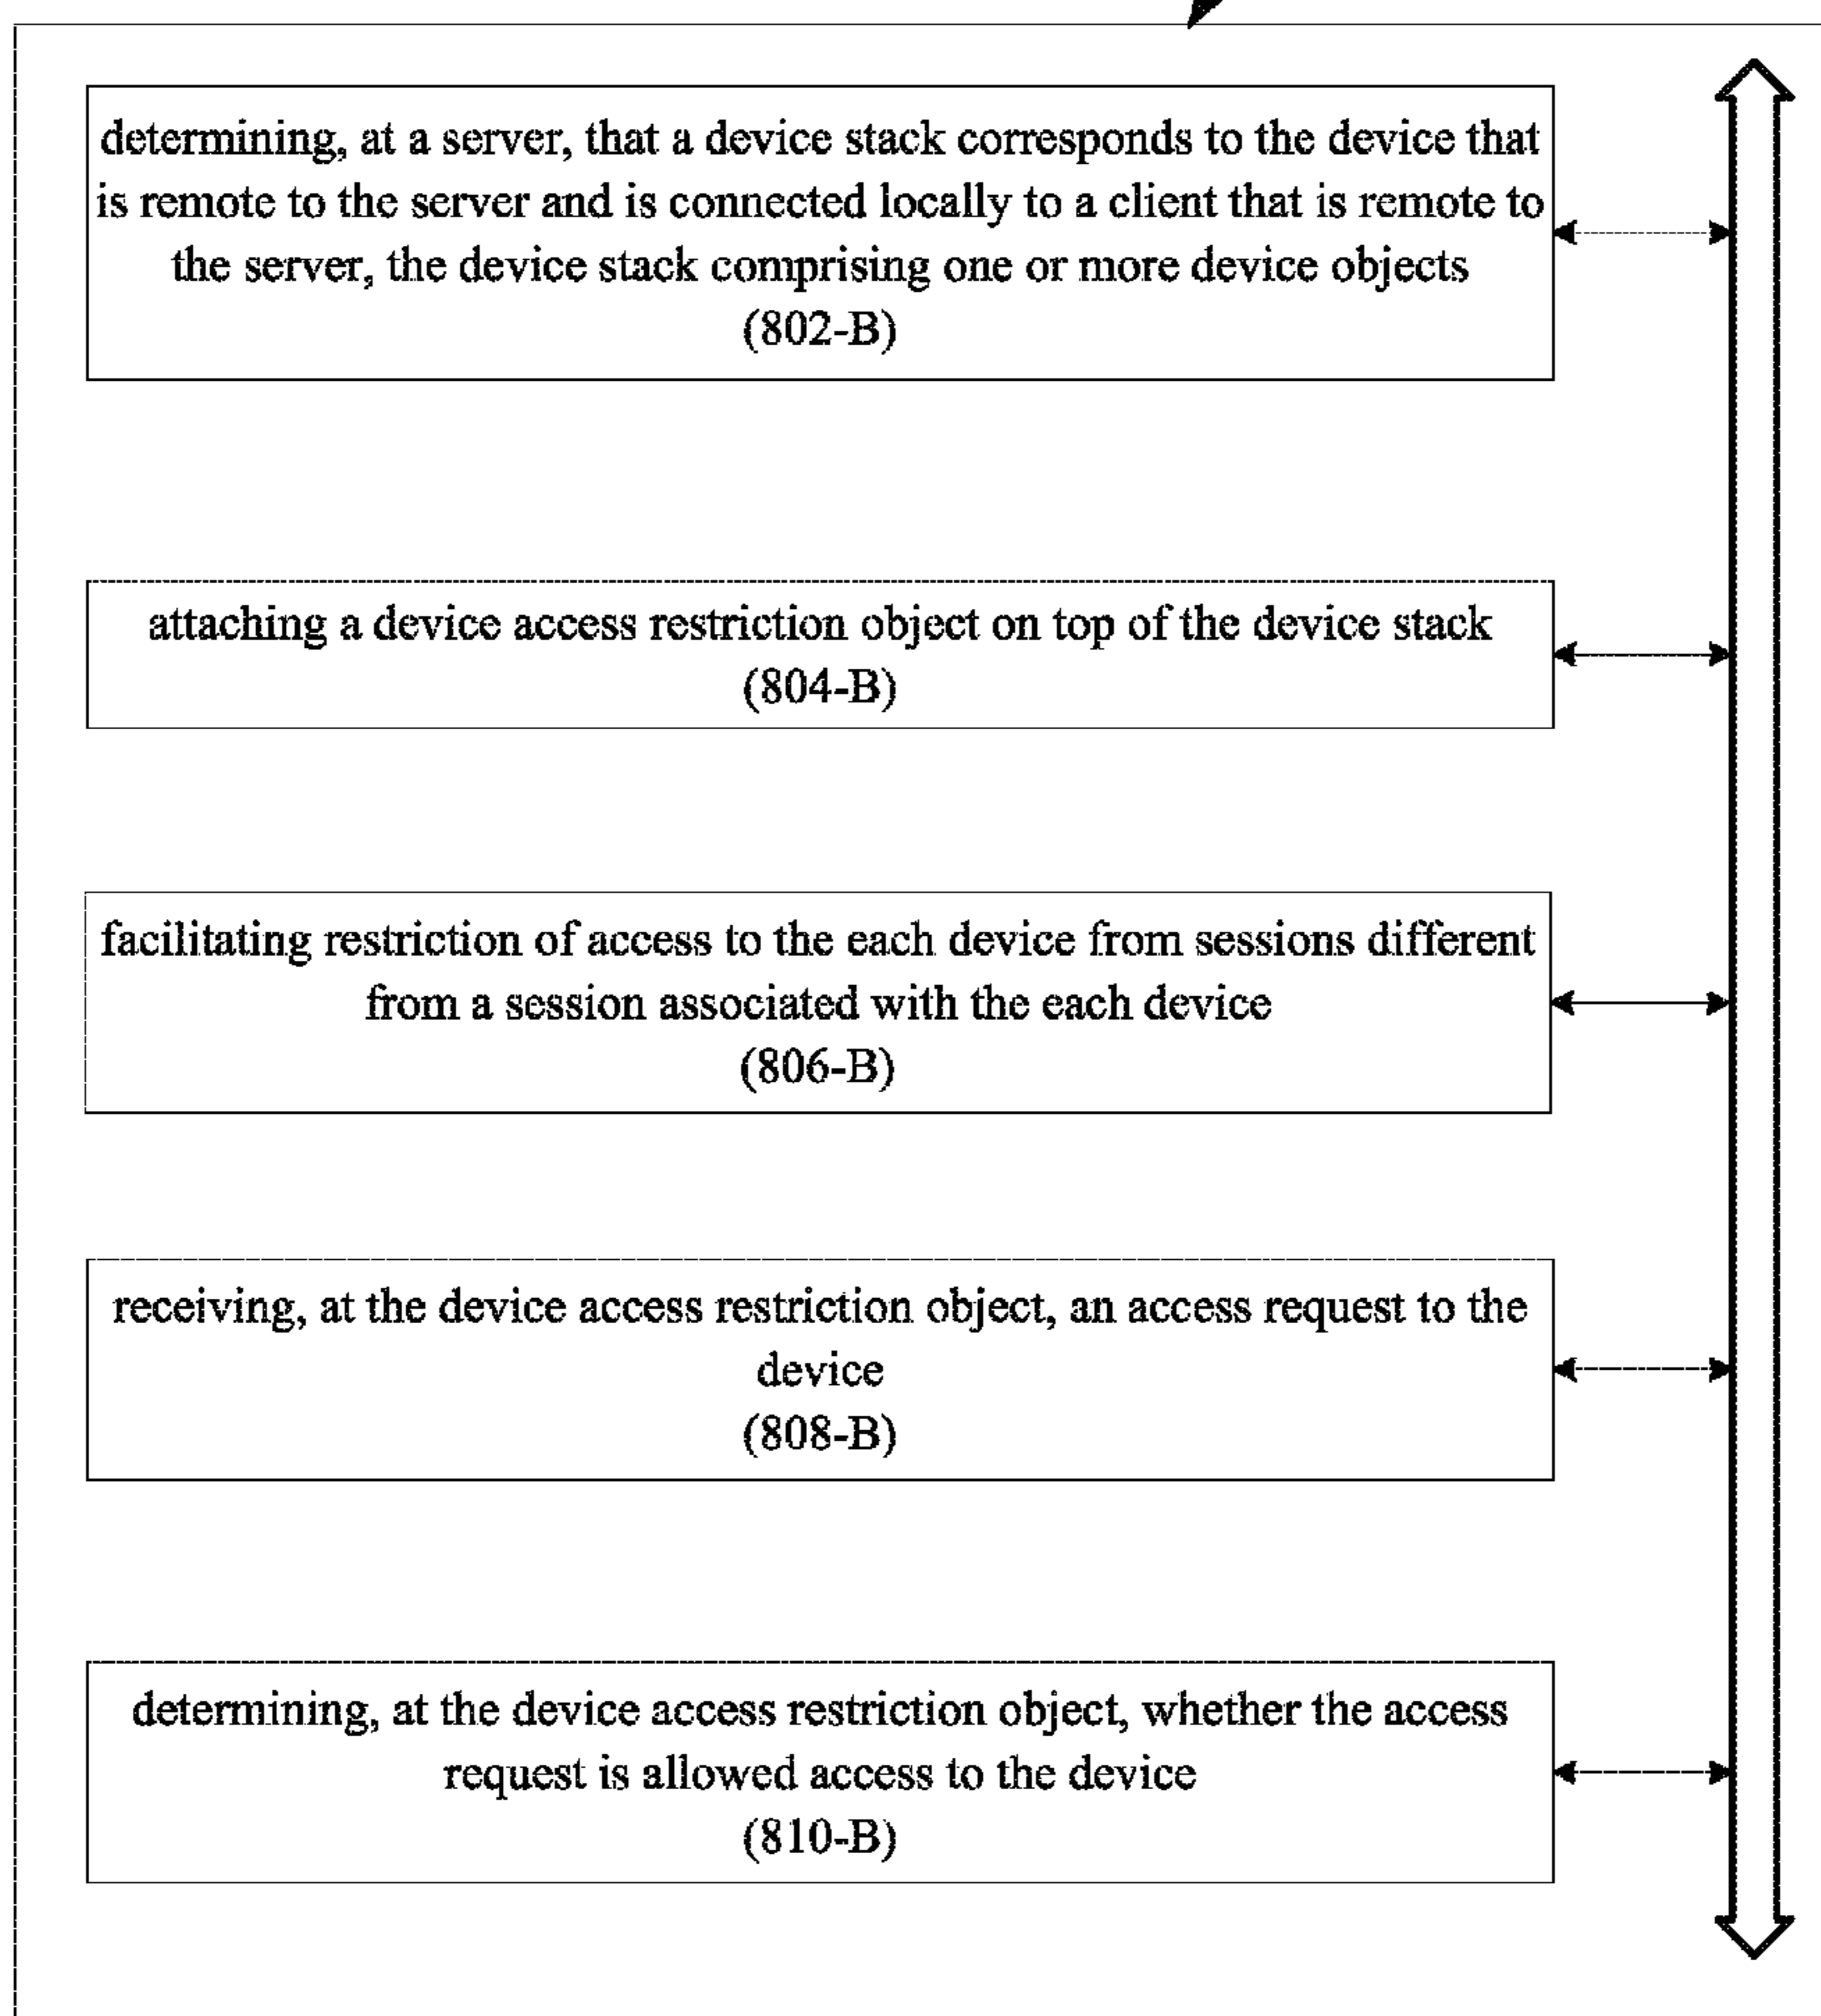 determining, at a server, that a device stack corresponds to the device that
is remote to the server and is connected locally to a client that is remote to
the server, the device stack comprising one or more device objects
(802-B)
attaching a device access restriction object on top of the device stack
(804-B)
facilitating restriction of access to the each device from sessions different
from a session associated with the each device
(806-B)
receiving, at the device access restriction object, an access request to the
device
(808-B)
determining, at the device access restriction object, whether the access
request is allowed access to the device
(810-B)